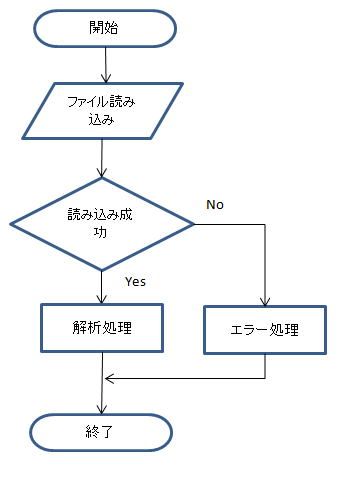 開始
ファイル読み
込み
読み込み成
功
No
Yes
解析処理
エラー処理
終了